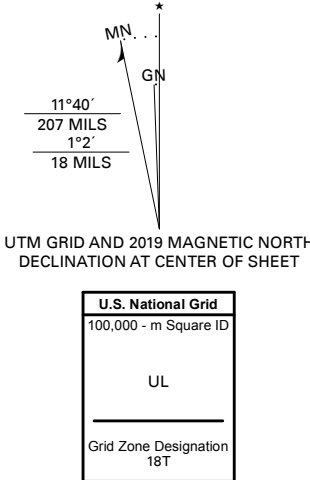 ★
MN
GN
11°40´
207 MILS
1°2´
18 MILS
UTM GRID AND 2019 MAGNETIC NORTH
DECLINATION AT CENTER OF SHEET
U.S. National Grid
100,000 - m Square ID
UL
Grid Zone Designation
18T